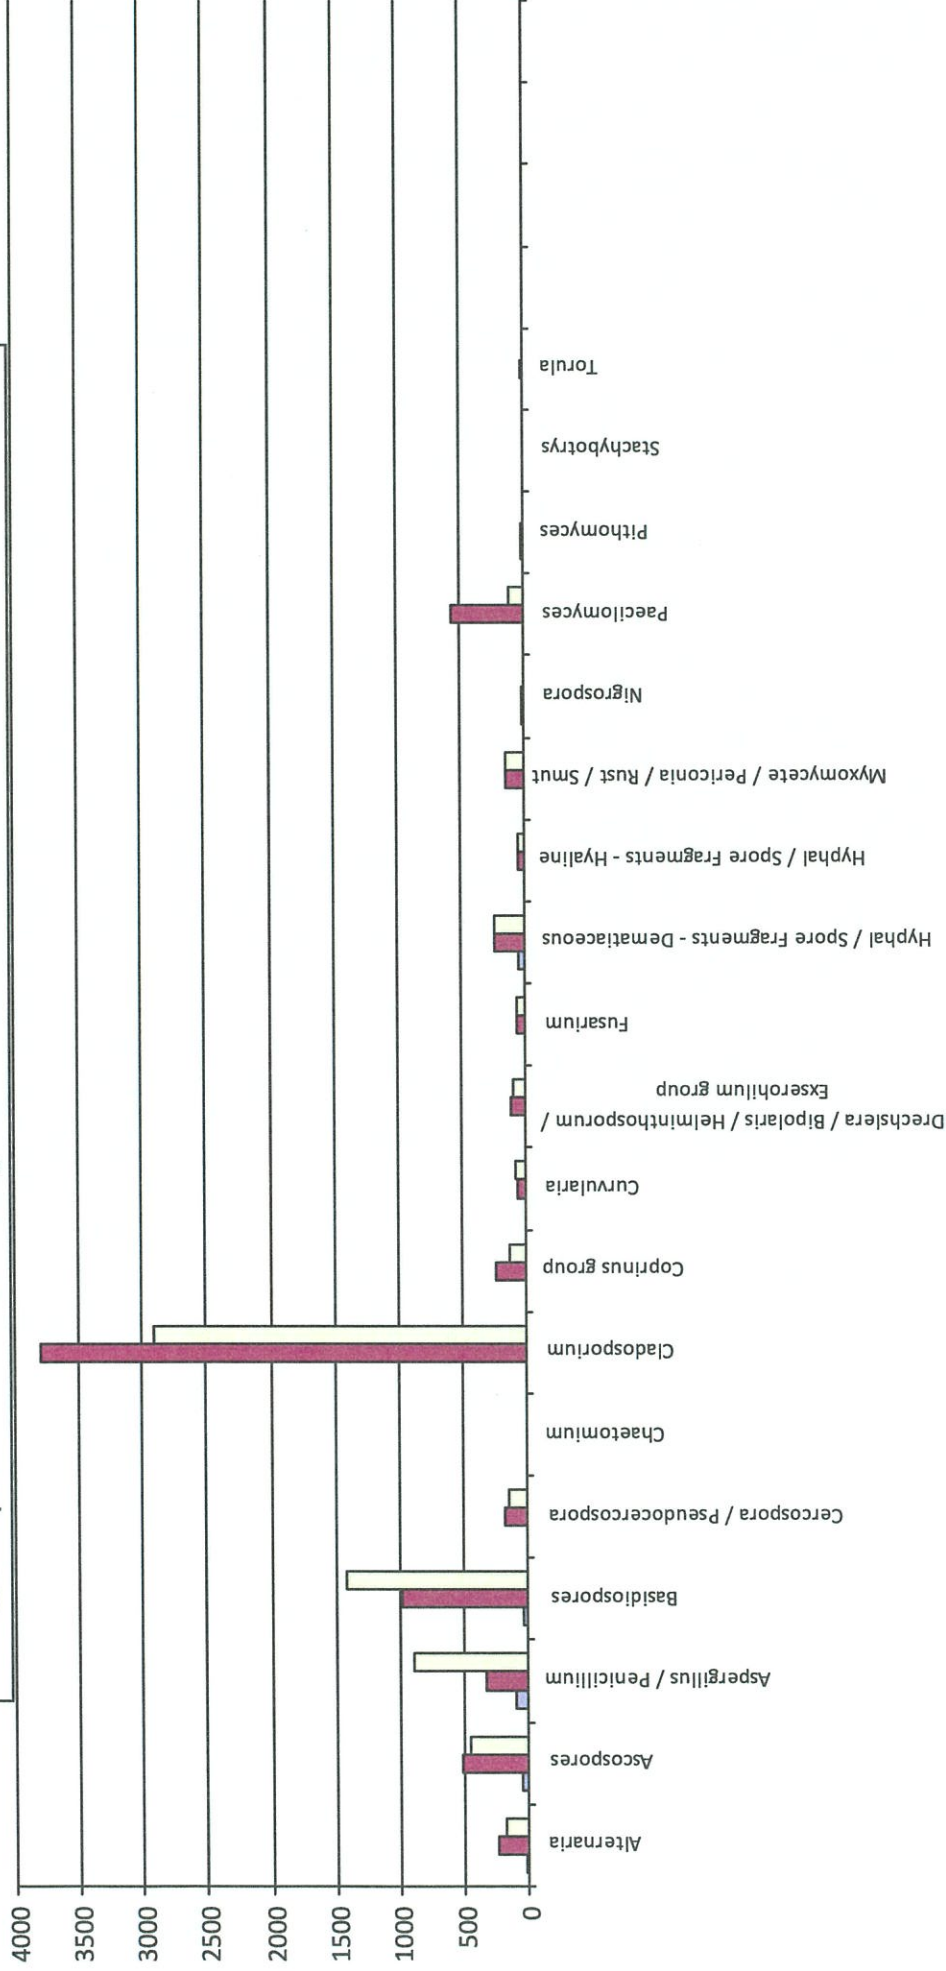 4000
3500
3000
2500
2000
1500
1000
500
0
Alternaria
Ascospores
Aspergillus / Penicillium
Basidiospores
Cercospora / Pseudocercospora
Chaetomium
Cladosporium
Coprinus group
Curvularia
Drechslera / Bipolaris / Helminthosporum /
Exserohilum group
Fusarium
Hyphal / Spore Fragments - Dematiaceous
Hyphal / Spore Fragments - Hyaline
Myxomycete / Periconia / Rust / Smut
Nigrospora
Paecilomyces
Pithomyces
Stachybotrys
Torula